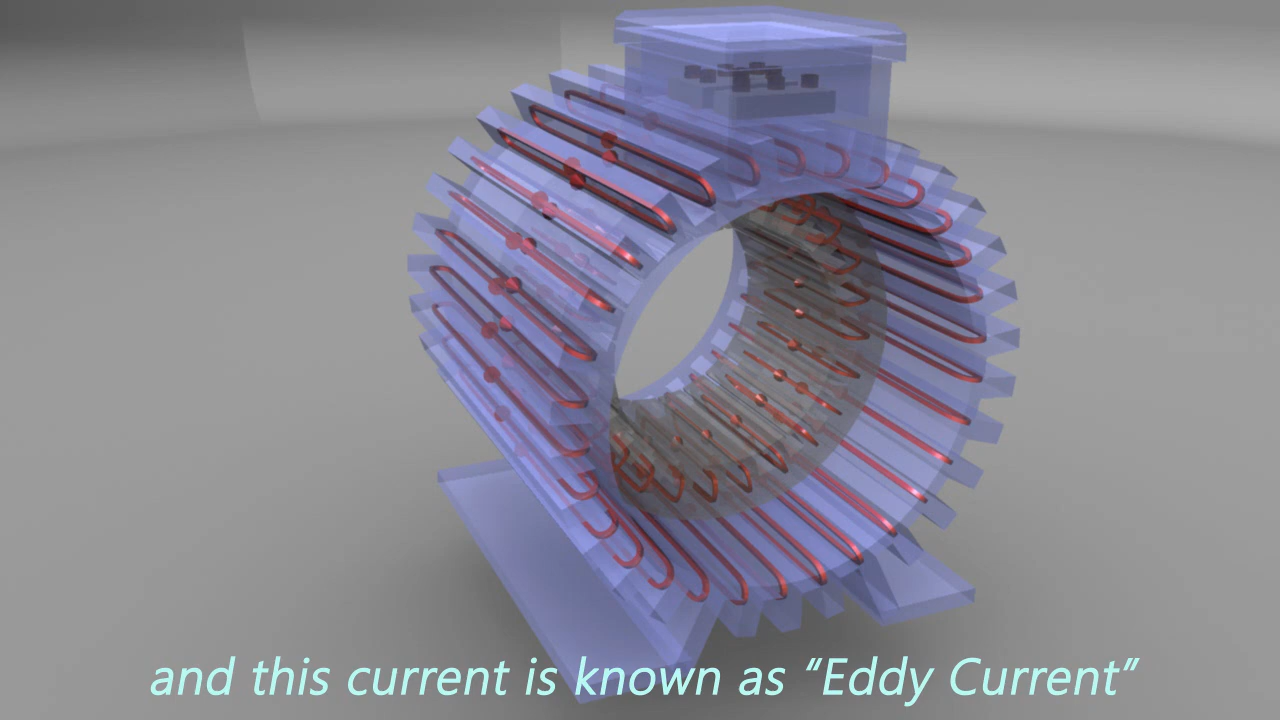 and this current is known as “Eddy Current”